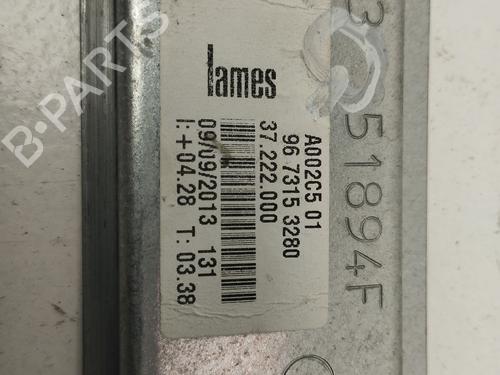 lames
A002C5 01
96 7315 3280
37.222.000
09/09/2013 131
I:+04.28 T: 03.38
51894F
B-PARTS